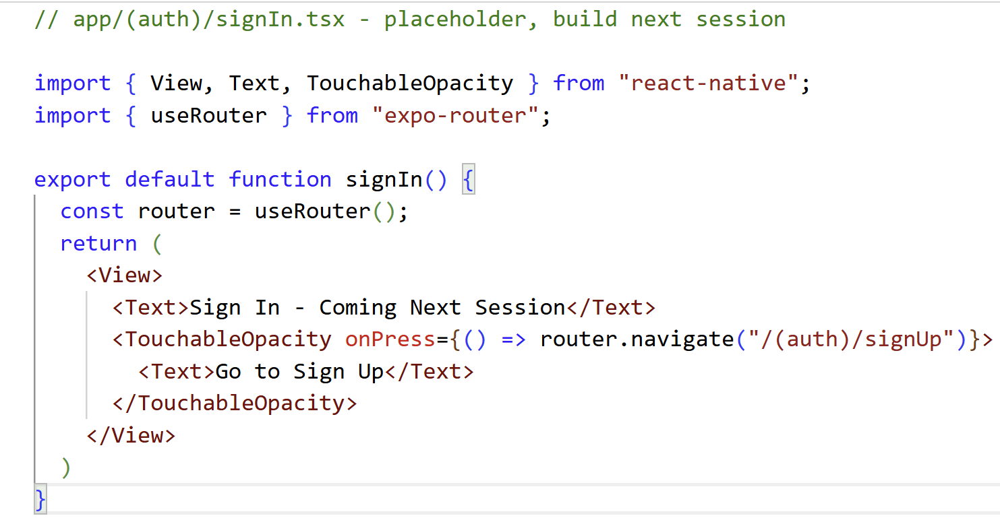 // app/(auth)/signIn.tsx - placeholder, build next session

import { View, Text, TouchableOpacity } from "react-native";
import { useRouter } from "expo-router";

export default function signIn() {
  const router = useRouter();
  return (
    <View>
      <Text>Sign In - Coming Next Session</Text>
      <TouchableOpacity onPress={() => router.navigate("/(auth)/signUp")}>
        <Text>Go to Sign Up</Text>
      </TouchableOpacity>
    </View>
  )
}